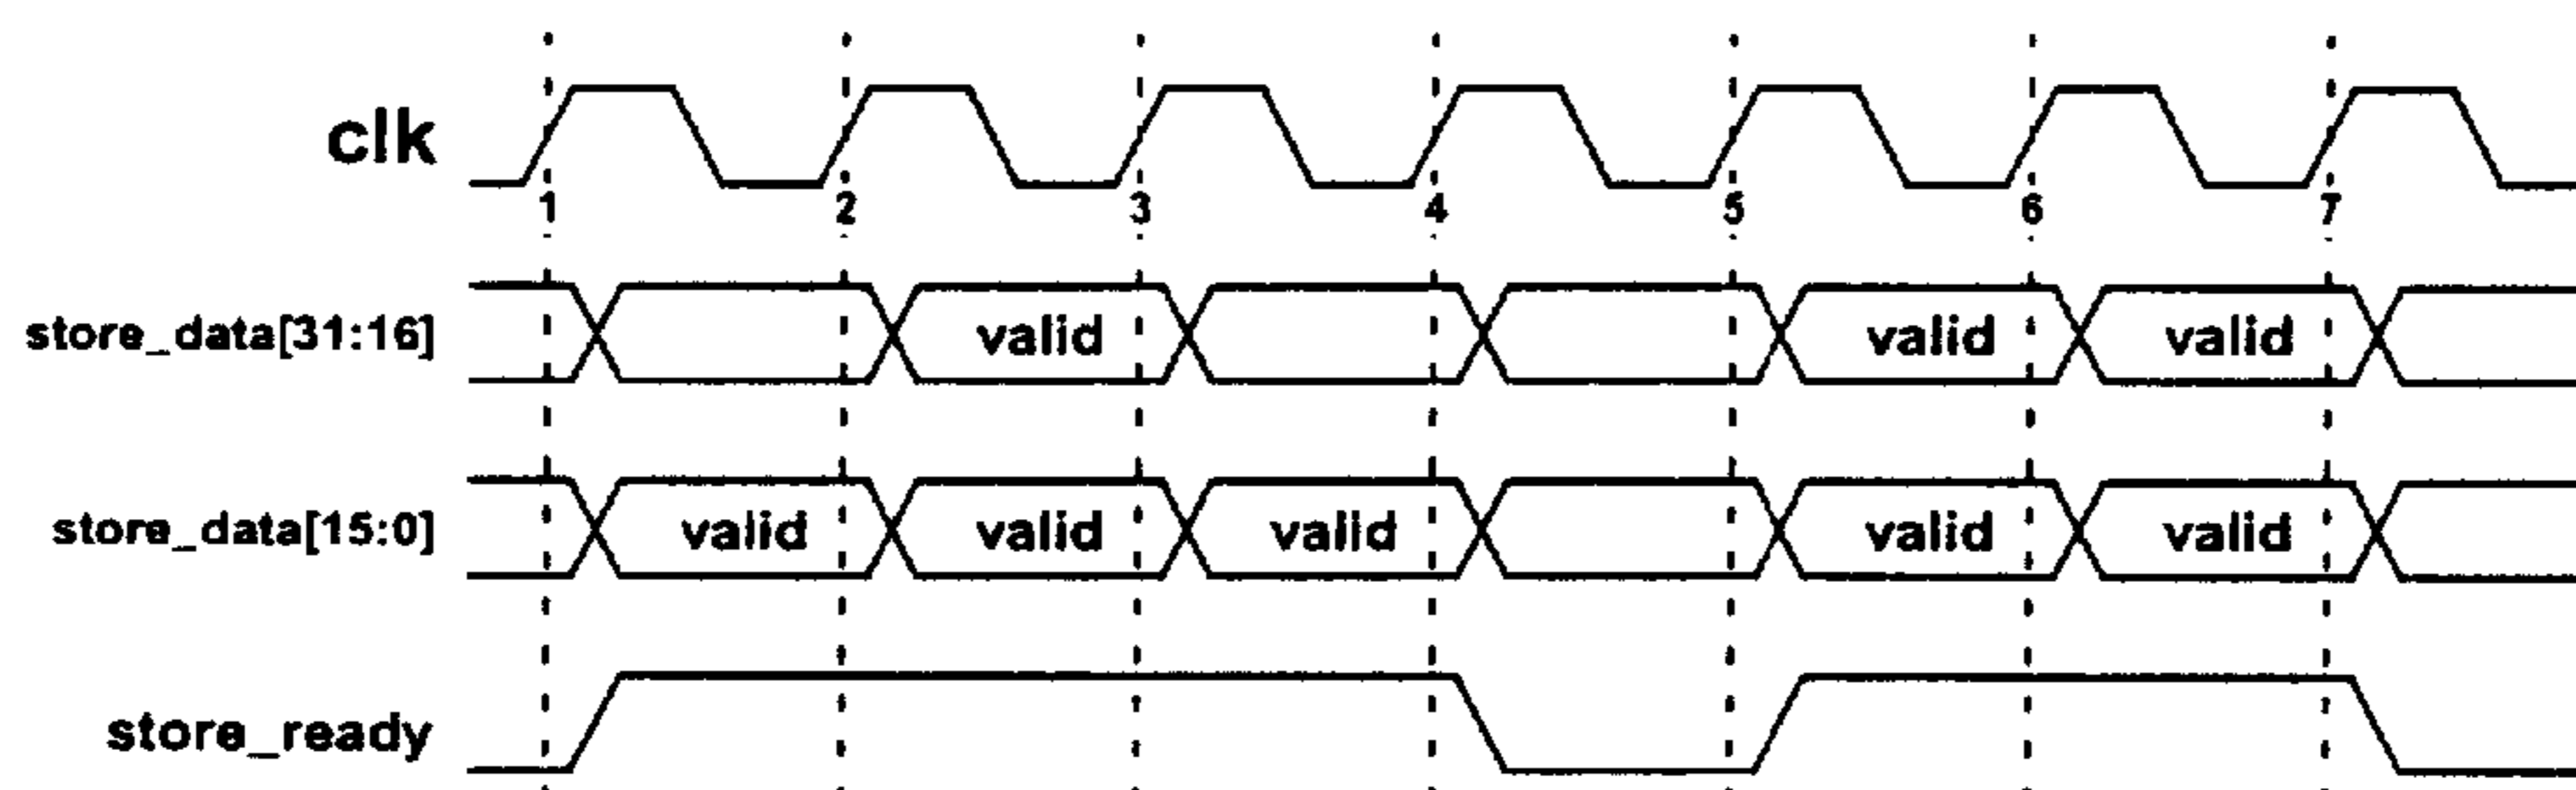 clk
1 2 3 4 5 6 7
store_data[31:16] valid valid valid
store_data[15:0] valid valid valid valid valid
store_ready